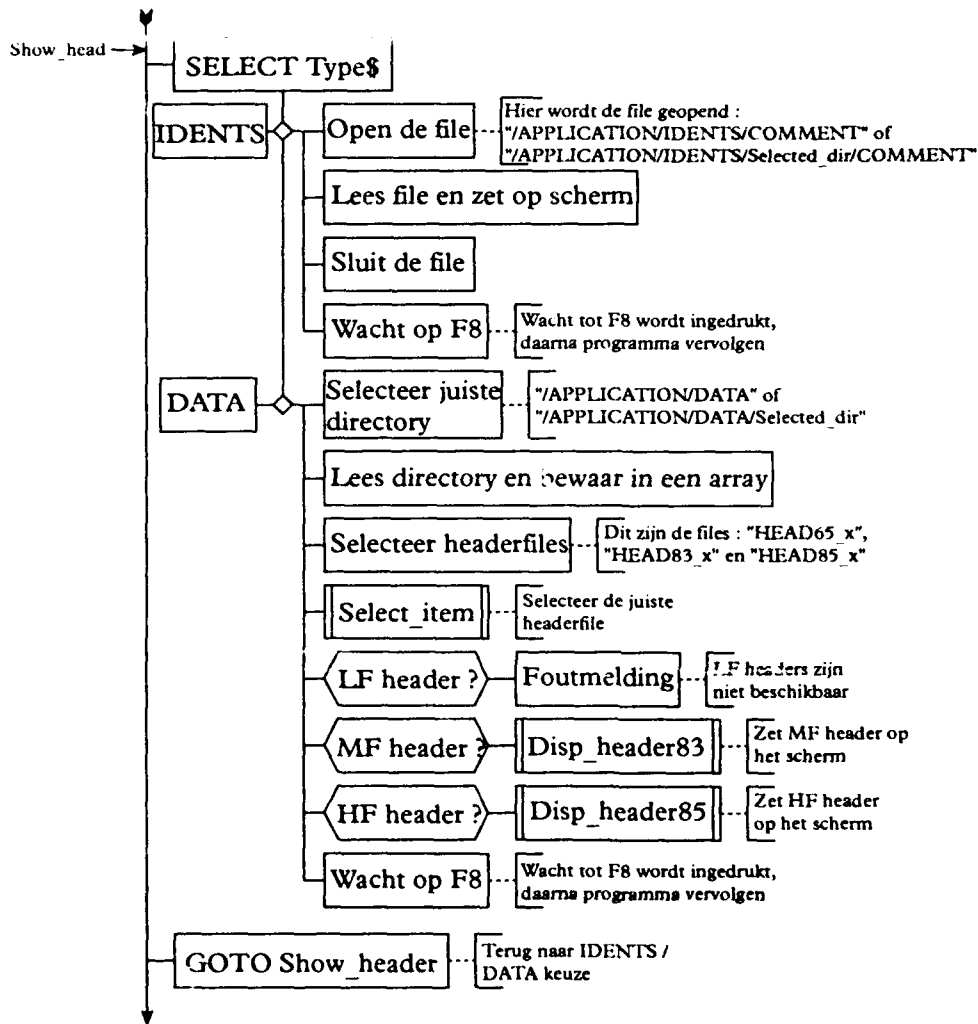 Show_head
SELECT Type$
IDENTS
Open de file
Hier wordt de file geopend :
"/APPLICATION/IDENTS/COMMENT" of
"/APPLICATION/IDENTS/Selected_dir/COMMENT"
Lees file en zet op scherm
Sluit de file
Wacht op F8
Wacht tot F8 wordt ingedrukt,
daarna programma vervolgen
DATA
Selecteer juiste
directory
"/APPLICATION/DATA" of
"/APPLICATION/DATA/Selected_dir"
Lees directory en bewaar in een array
Selecteer headerfiles
Dit zijn de files : "HEAD65_x",
"HEAD83_x" en "HEAD85_x"
Select_item
Selecteer de juiste
headerfile
LF header ?
Foutmelding
LF headers zijn
niet beschikbaar
MF header ?
Disp_header83
Zet MF header op
het scherm
HF header ?
Disp_header85
Zet HF header
op het scherm
Wacht op F8
Wacht tot F8 wordt ingedrukt,
daarna programma vervolgen
GOTO Show_header
Terug naar IDENTS /
DATA keuze